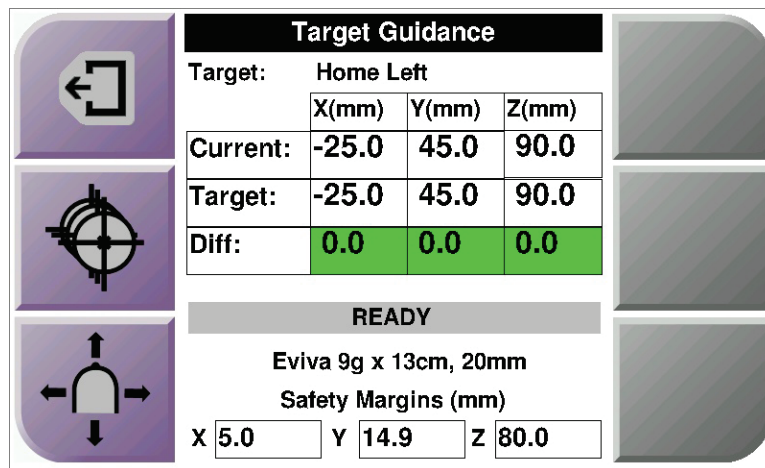 Target Guidance
Target: Home Left
X(mm) Y(mm) Z(mm)
Current: -25.0 45.0 90.0
Target: -25.0 45.0 90.0
Diff: 0.0 0.0 0.0
READY
Eviva 9g x 13cm, 20mm
Safety Margins (mm)
X 5.0 Y 14.9 Z 80.0